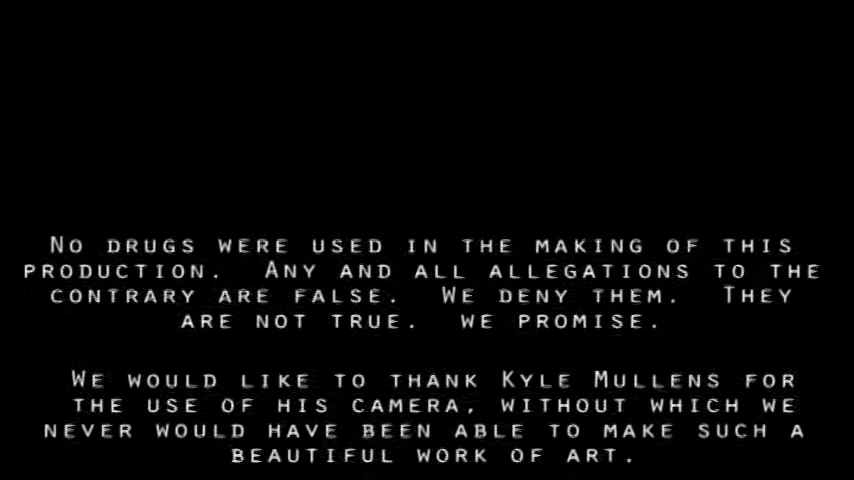 No drugs were used in the making of this
production.  Any and all allegations to the
contrary are false.  We deny them.  They
are not true.  we promise.
We would like to thank Kyle Mullens for
the use of his camera, without which we
never would have been able to make such a
beautiful work of art.